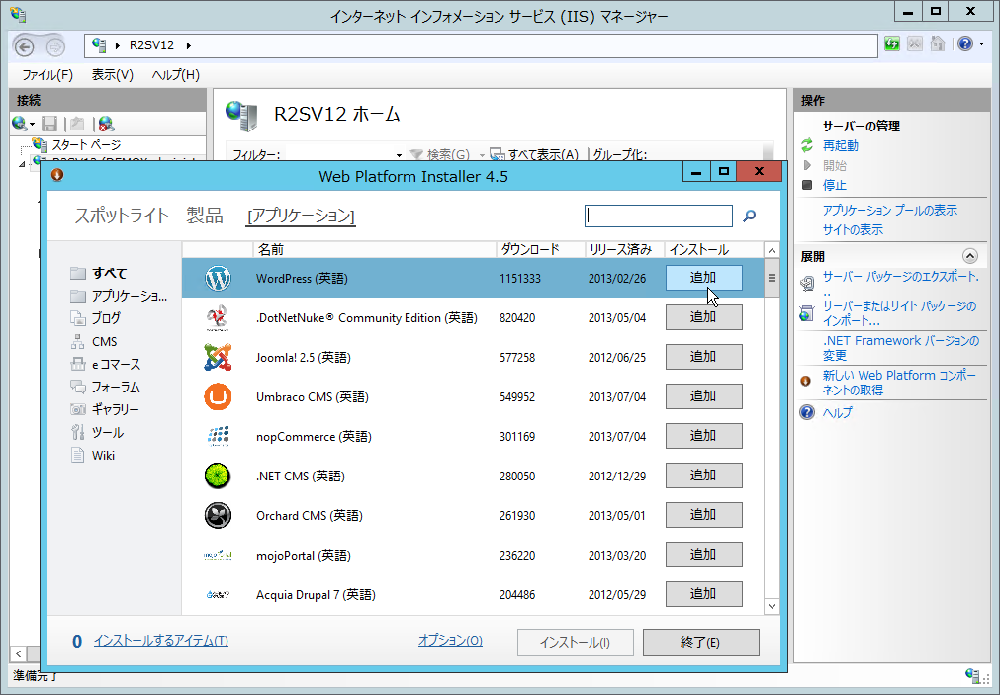 インターネット インフォメーション サービス (IIS) マネージャー
R2SV12
ファイル(F) 表示(V) ヘルプ(H)
接続
スタート ページ
R2SV12
R2SV12 ホーム
フィルター: 検索(G) すべて表示(A) グループ化:
Web Platform Installer 4.5
スポットライト 製品 [アプリケーション]
名前 ダウンロード リリース済み インストール
すべて
アプリケーショ...
ブログ
CMS
e コマース
フォーラム
ギャラリー
ツール
Wiki
WordPress (英語) 1151333 2013/02/26 追加
.DotNetNuke® Community Edition (英語) 820420 2013/05/04 追加
Joomla! 2.5 (英語) 577258 2012/06/25 追加
Umbraco CMS (英語) 549952 2013/07/04 追加
nopCommerce (英語) 301169 2013/07/04 追加
.NET CMS (英語) 280050 2012/12/29 追加
Orchard CMS (英語) 261930 2013/05/01 追加
mojoPortal (英語) 236220 2013/03/20 追加
Acquia Drupal 7 (英語) 204486 2012/05/29 追加
0 インストールするアイテム(T) オプション(O) インストール(I) 終了(E)
操作
サーバーの管理
再起動
開始
停止
アプリケーション プールの表示
サイトの表示
展開
サーバー パッケージのエクスポート.
..
サーバーまたはサイト パッケージの
インポート...
.NET Framework バージョンの
変更
新しい Web Platform コンポー
ネントの取得
ヘルプ
準備完了